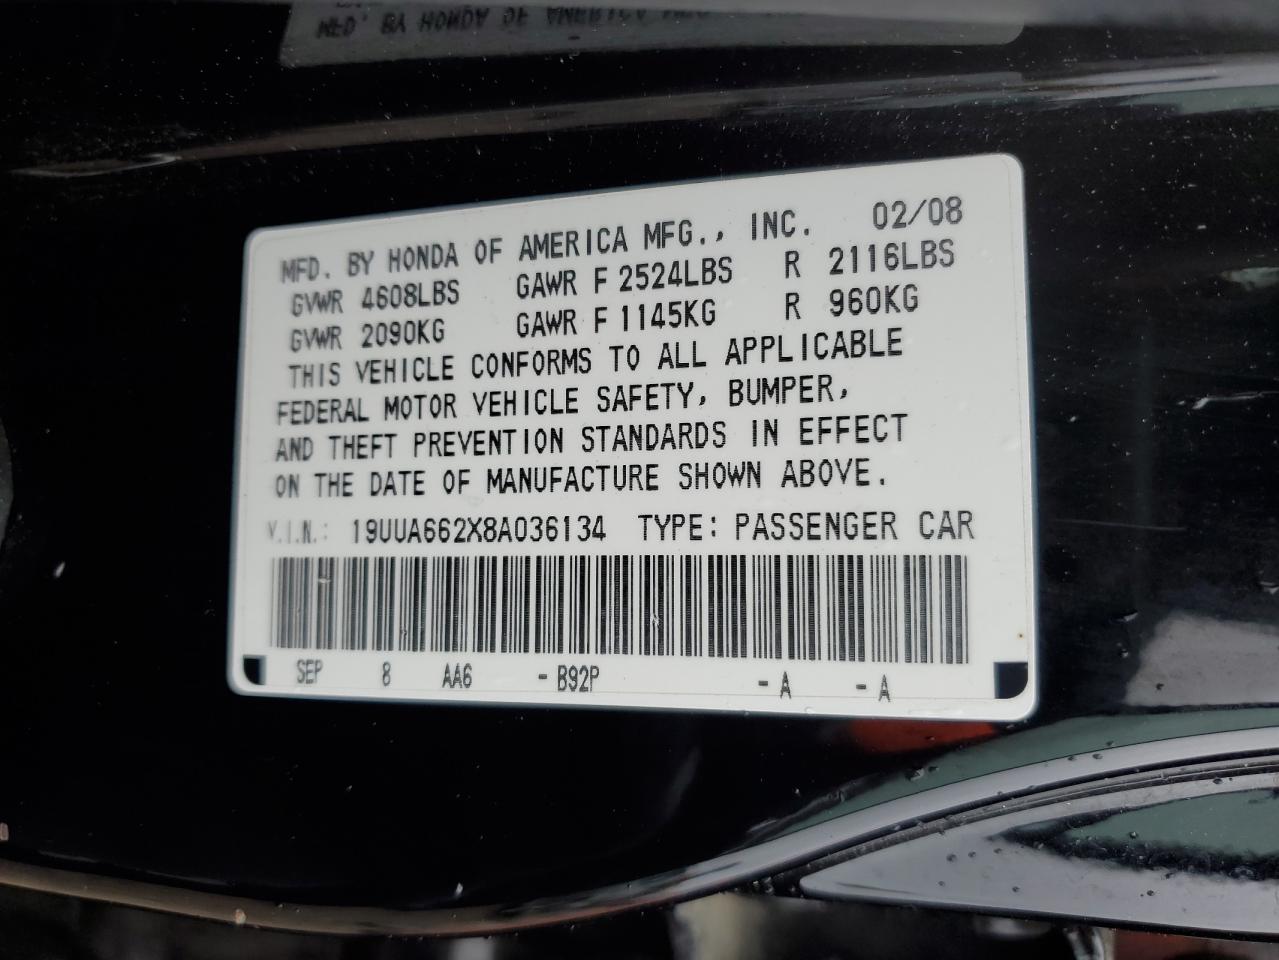 MFD. BY HONDA OF AMERICA MFG., INC. 02/08
GVWR 4608LBS GAWR F 2524LBS R 2116LBS
GVWR 2090KG GAWR F 1145KG R 960KG
THIS VEHICLE CONFORMS TO ALL APPLICABLE
FEDERAL MOTOR VEHICLE SAFETY, BUMPER,
AND THEFT PREVENTION STANDARDS IN EFFECT
ON THE DATE OF MANUFACTURE SHOWN ABOVE.
V.I.N.: 19UUA662X8A036134 TYPE: PASSENGER CAR
SEP 8 AA6 - B92P - A - A